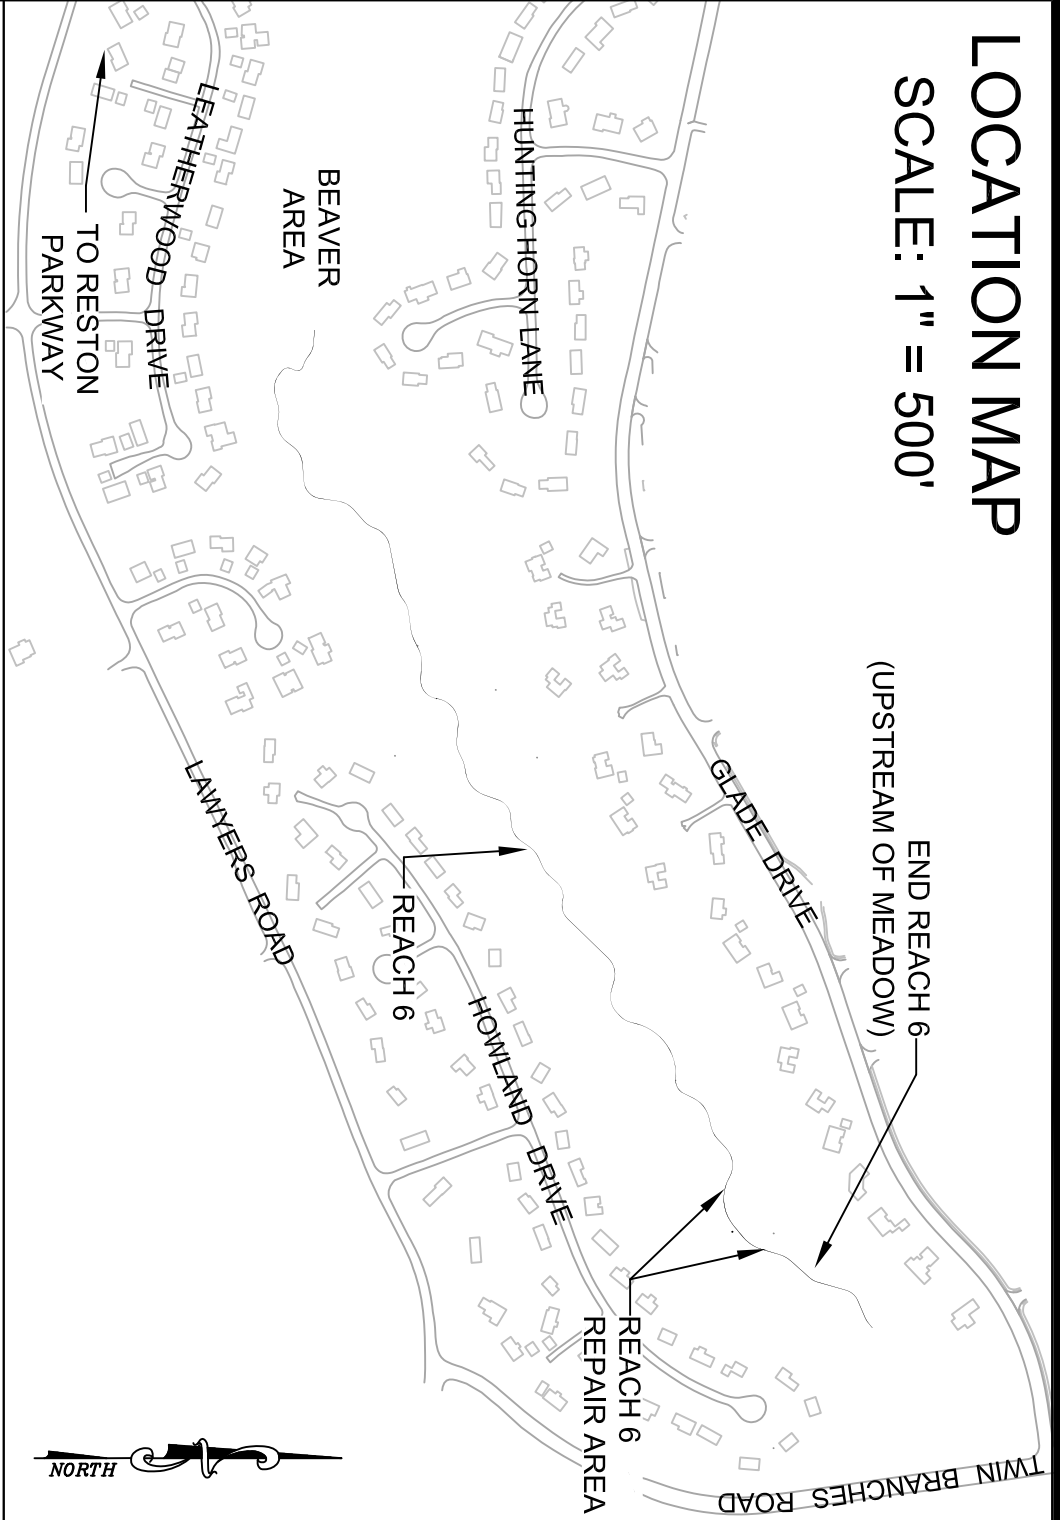 LOCATION MAP
SCALE: 1" = 500'
END REACH 6
(UPSTREAM OF MEADOW)
GLADE DRIVE
HUNTING HORN LANE
BEAVER
AREA
LEATHERWOOD DRIVE
TO RESTON
PARKWAY
LAWYERS ROAD
REACH 6
HOWLAND DRIVE
REACH 6
REPAIR AREA
TWIN BRANCHES ROAD
NORTH